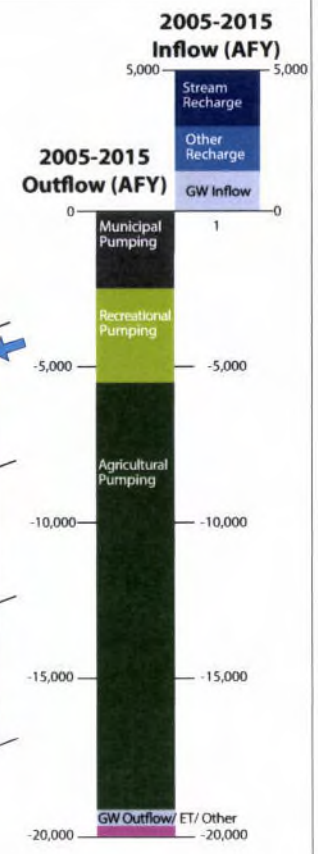 2005-2015
Inflow (AFY)
5,000
5,000
Stream
Recharge
Other
Recharge
GW Inflow
2005-2015
Outflow (AFY)
0
0
1
Municipal
Pumping
Recreational
Pumping
-5,000
-5,000
Agricultural
Pumping
-10,000
-10,000
-15,000
-15,000
GW Outflow/ ET/ Other
-20,000
-20,000